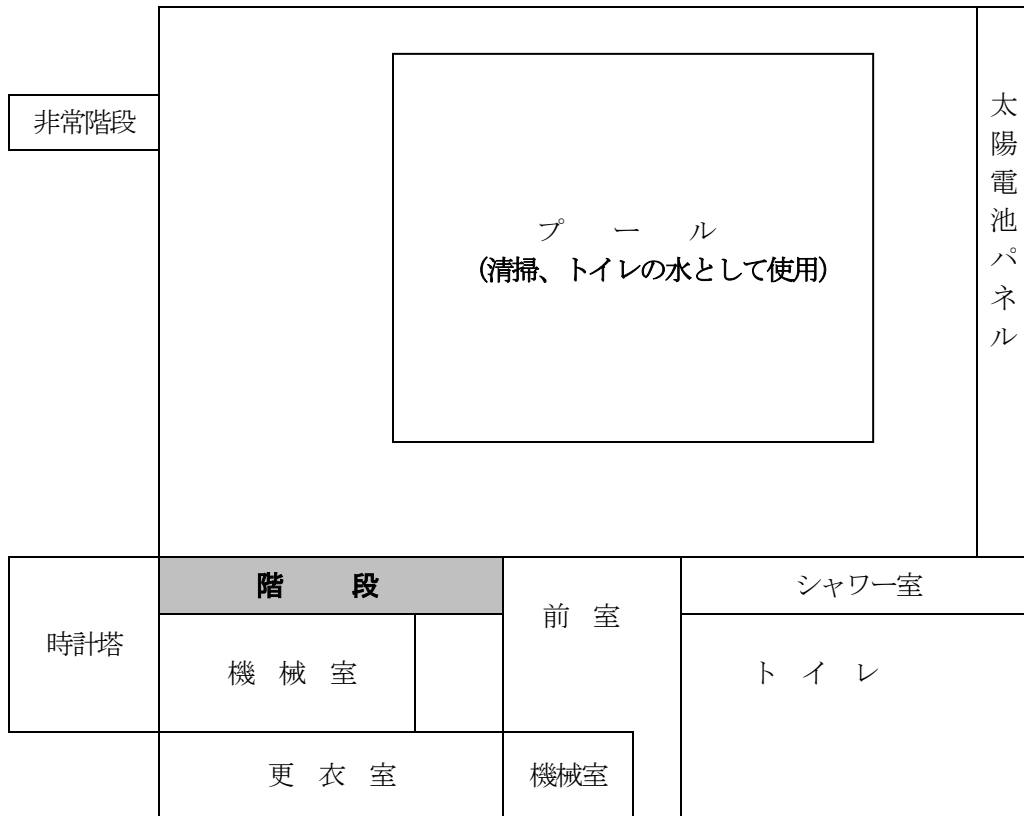 非常階段
太陽電池パネル
プール
(清掃、トイレの水として使用)
階段
前室
シャワー室
時計塔
機械室
トイレ
更衣室
機械室